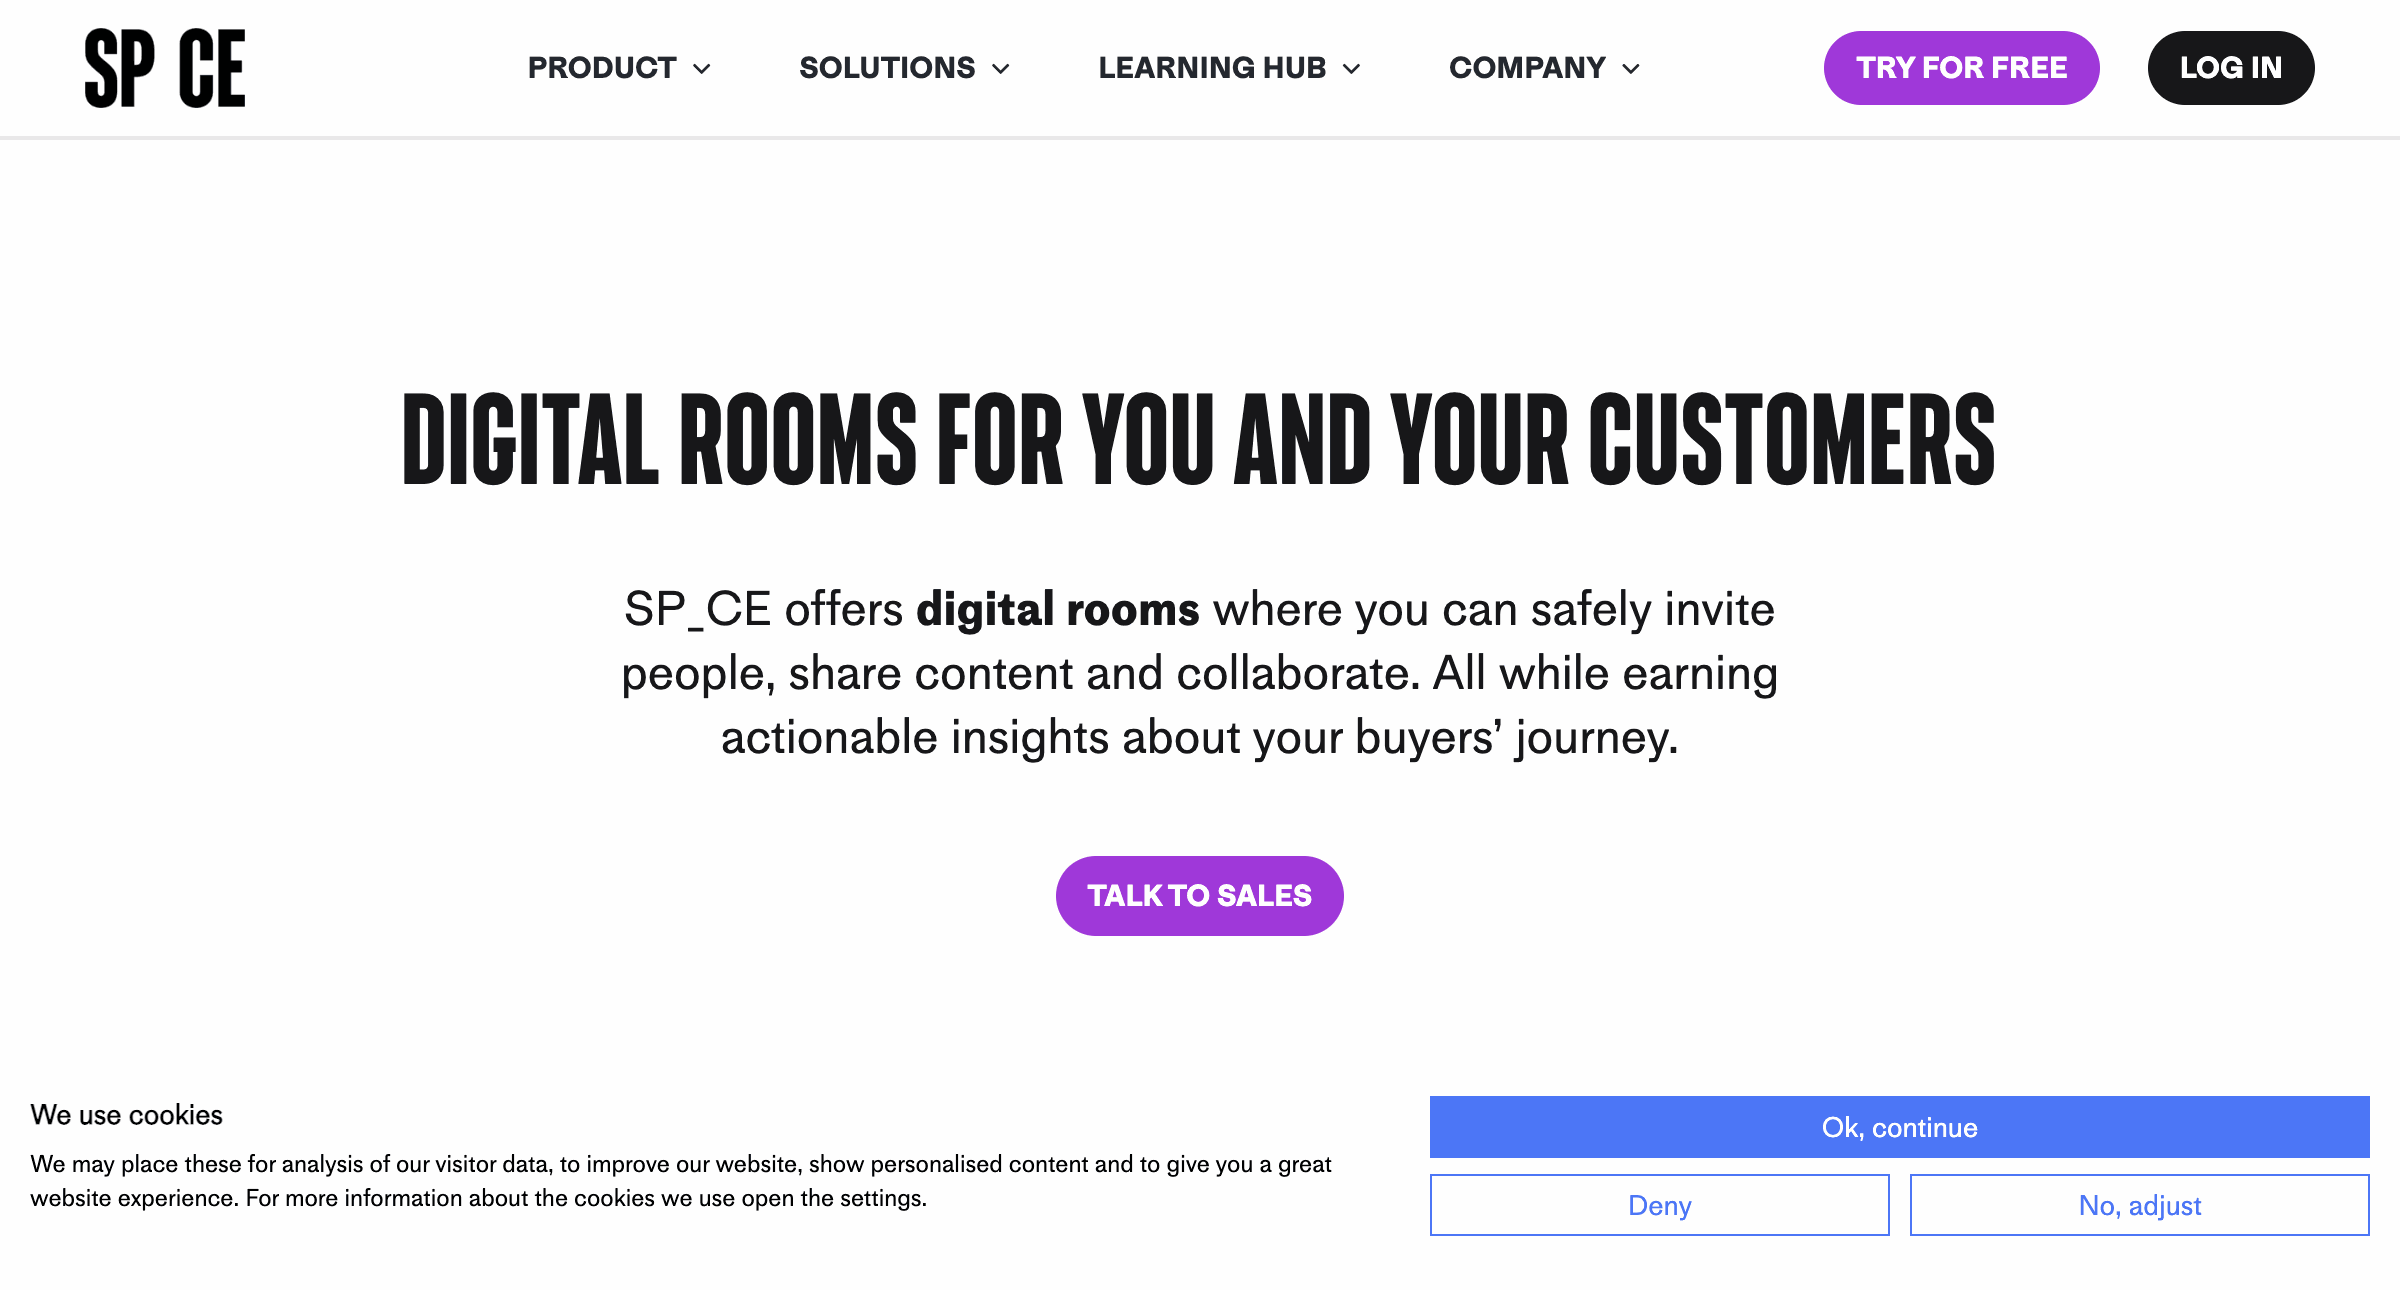 SP CE
PRODUCT
SOLUTIONS
LEARNING HUB
COMPANY
TRY FOR FREE
LOG IN
DIGITAL ROOMS FOR YOU AND YOUR CUSTOMERS
SP_CE offers digital rooms where you can safely invite
people, share content and collaborate. All while earning
actionable insights about your buyers’ journey.
TALK TO SALES
We use cookies
We may place these for analysis of our visitor data, to improve our website, show personalised content and to give you a great
website experience. For more information about the cookies we use open the settings.
Ok, continue
Deny
No, adjust